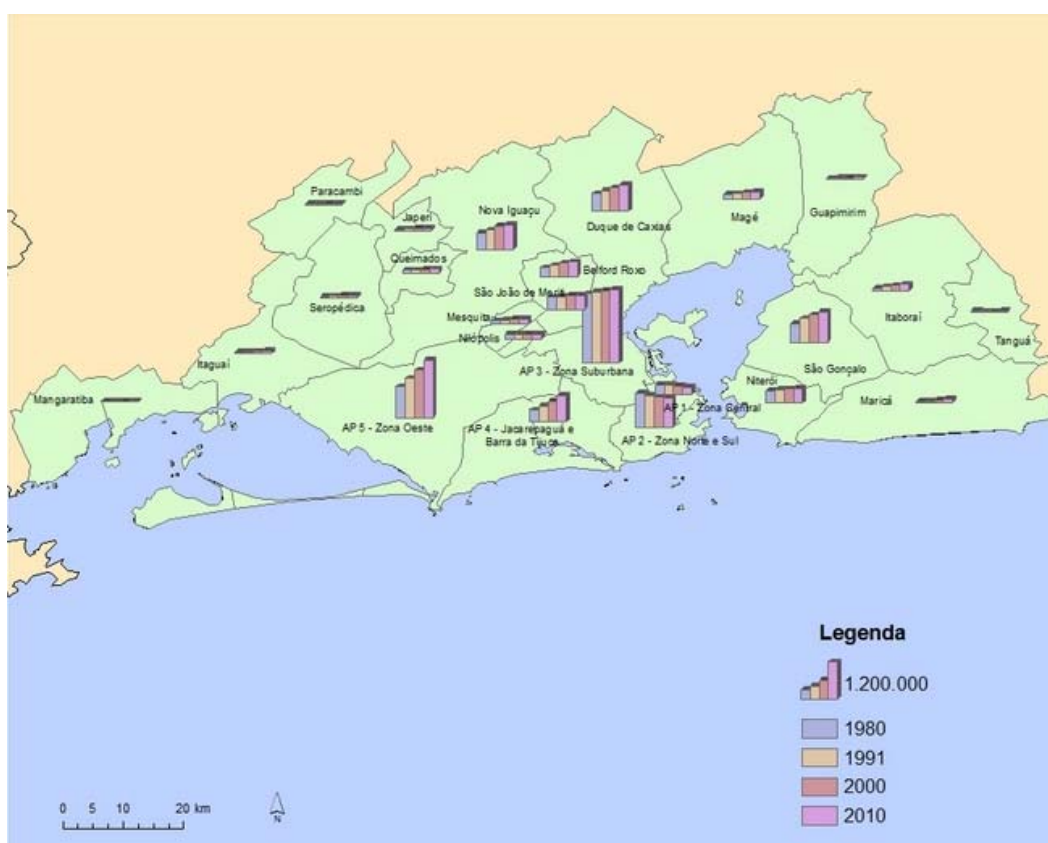 Paracambi
Japeri
Nova Iguaçu
Duque de Caxias
Magé
Guapimirim
Queimados
Belford Roxo
São João de Meriti
Seropédica
Itaboraí
Mesquita
Nilópolis
Tanguá
Itaguaí
AP 3 - Zona Suburbana
São Gonçalo
Niterói
Mangaratiba
Maricá
AP 1 - Zona Central
AP 5 - Zona Oeste
AP 4 - Jacarepaguá e
Barra da Tijuca
AP 2 - Zona Norte e Sul
Legenda
1.200.000
1980
1991
2000
2010
0 5 10 20 km
N